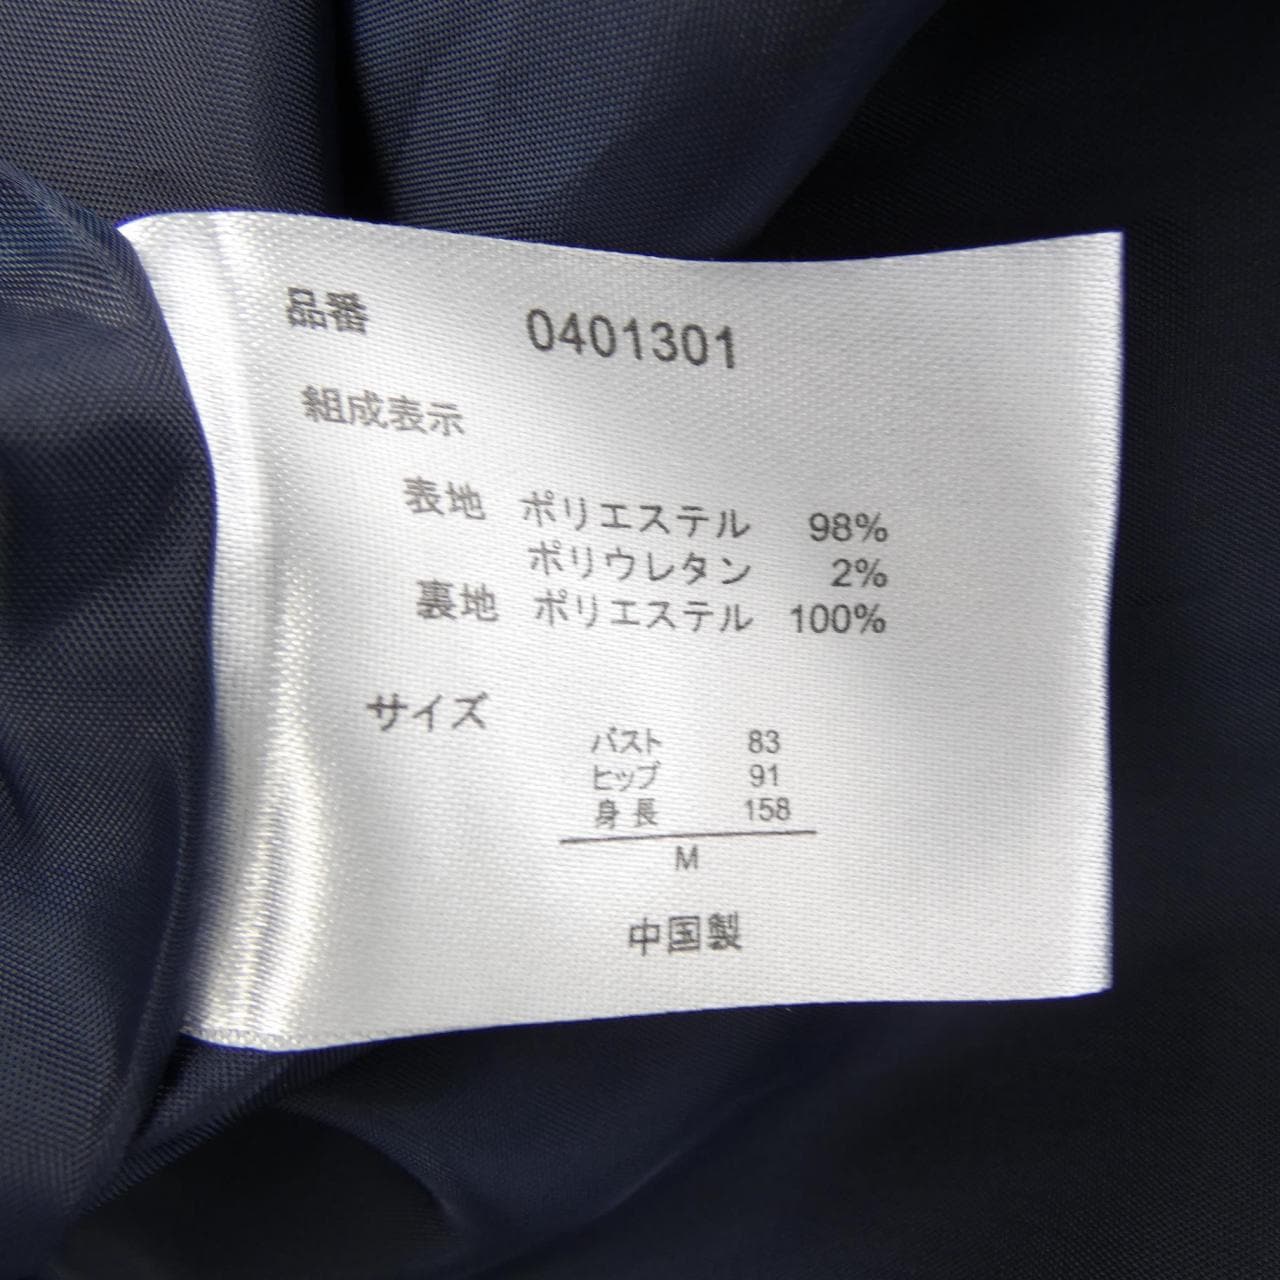 品番 0401301
組成表示
表地 ポリエステル 98%
ポリウレタン 2%
裏地 ポリエステル 100%
サイズ
バスト 83
ヒップ 91
身長 158
M
中国製